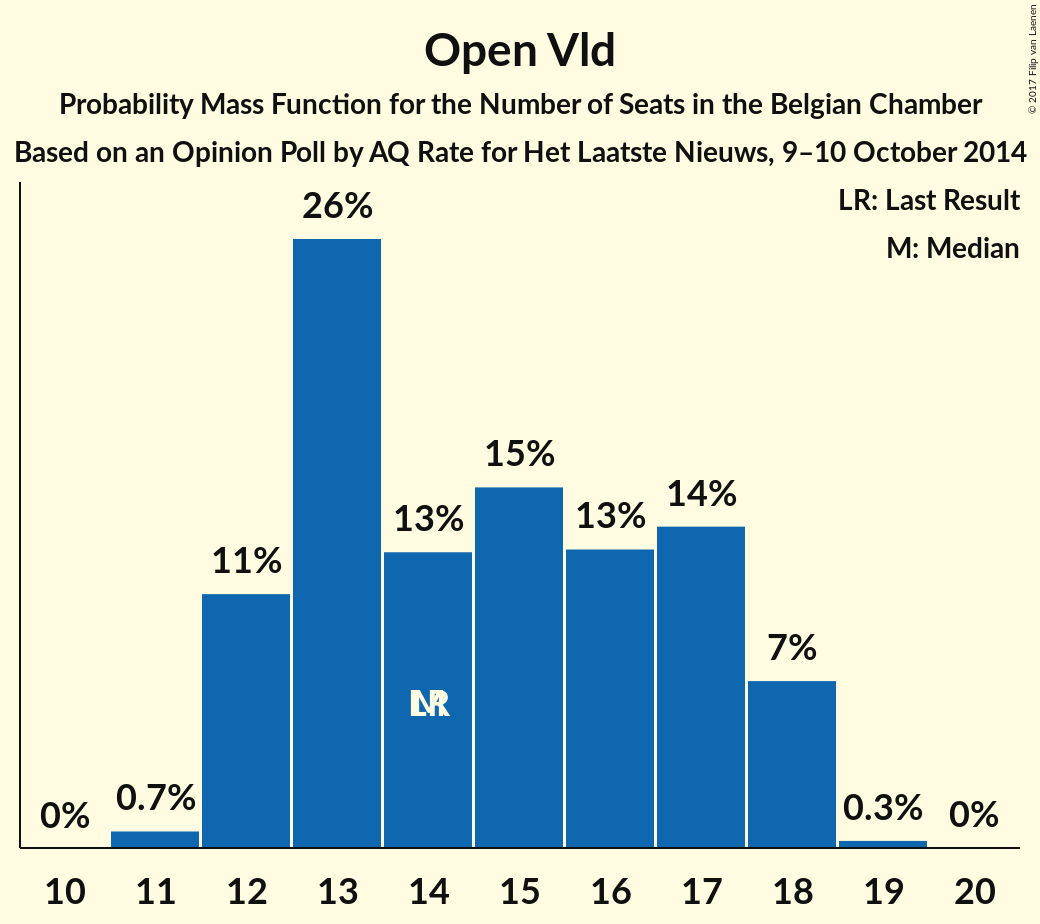 Open Vld
Probability Mass Function for the Number of Seats in the Belgian Chamber
Based on an Opinion Poll by AQ Rate for Het Laatste Nieuws, 9–10 October 2014
© 2017 Filip van Laenen
LR: Last Result
M: Median
0%
0.7%
11%
26%
13%
15%
13%
14%
7%
0.3%
0%
LR
M
10 11 12 13 14 15 16 17 18 19 20